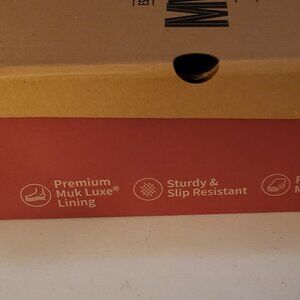 Premium
Muk Luxe®
Lining
Sturdy &
Slip Resistant